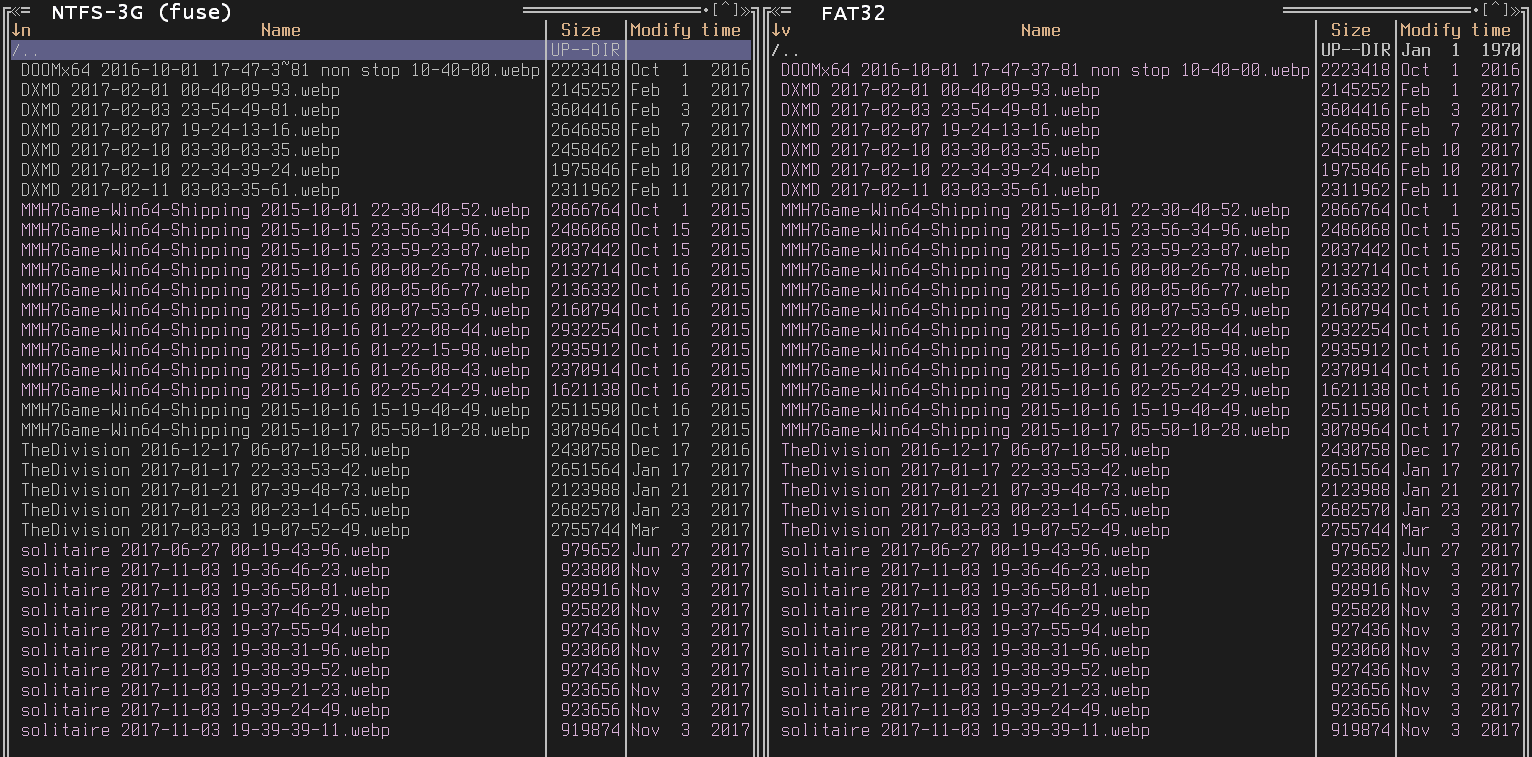 NTFS-3G (fuse)
↓n Name Size Modify time
/.. UP--DIR
DOOMx64 2016-10-01 17-47-3~81 non stop 10-40-00.webp 2223418 Oct 1 2016
DXMD 2017-02-01 00-40-09-93.webp 2145252 Feb 1 2017
DXMD 2017-02-03 23-54-49-81.webp 3604416 Feb 3 2017
DXMD 2017-02-07 19-24-13-16.webp 2646858 Feb 7 2017
DXMD 2017-02-10 03-30-03-35.webp 2458462 Feb 10 2017
DXMD 2017-02-10 22-34-39-24.webp 1975846 Feb 10 2017
DXMD 2017-02-11 03-03-35-61.webp 2311962 Feb 11 2017
MMH7Game-Win64-Shipping 2015-10-01 22-30-40-52.webp 2866764 Oct 1 2015
MMH7Game-Win64-Shipping 2015-10-15 23-56-34-96.webp 2486068 Oct 15 2015
MMH7Game-Win64-Shipping 2015-10-15 23-59-23-87.webp 2037442 Oct 15 2015
MMH7Game-Win64-Shipping 2015-10-16 00-00-26-78.webp 2132714 Oct 16 2015
MMH7Game-Win64-Shipping 2015-10-16 00-05-06-77.webp 2136332 Oct 16 2015
MMH7Game-Win64-Shipping 2015-10-16 00-07-53-69.webp 2160794 Oct 16 2015
MMH7Game-Win64-Shipping 2015-10-16 01-22-08-44.webp 2932254 Oct 16 2015
MMH7Game-Win64-Shipping 2015-10-16 01-22-15-98.webp 2935912 Oct 16 2015
MMH7Game-Win64-Shipping 2015-10-16 01-26-08-43.webp 2370914 Oct 16 2015
MMH7Game-Win64-Shipping 2015-10-16 02-25-24-29.webp 1621138 Oct 16 2015
MMH7Game-Win64-Shipping 2015-10-16 15-19-40-49.webp 2511590 Oct 16 2015
MMH7Game-Win64-Shipping 2015-10-17 05-50-10-28.webp 3078964 Oct 17 2015
TheDivision 2016-12-17 06-07-10-50.webp 2430758 Dec 17 2016
TheDivision 2017-01-17 22-33-53-42.webp 2651564 Jan 17 2017
TheDivision 2017-01-21 07-39-48-73.webp 2123988 Jan 21 2017
TheDivision 2017-01-23 00-23-14-65.webp 2682570 Jan 23 2017
TheDivision 2017-03-03 19-07-52-49.webp 2755744 Mar 3 2017
solitaire 2017-06-27 00-19-43-96.webp 979652 Jun 27 2017
solitaire 2017-11-03 19-36-46-23.webp 923800 Nov 3 2017
solitaire 2017-11-03 19-36-50-81.webp 928916 Nov 3 2017
solitaire 2017-11-03 19-37-46-29.webp 925820 Nov 3 2017
solitaire 2017-11-03 19-37-55-94.webp 927436 Nov 3 2017
solitaire 2017-11-03 19-38-31-96.webp 923060 Nov 3 2017
solitaire 2017-11-03 19-38-39-52.webp 927436 Nov 3 2017
solitaire 2017-11-03 19-39-21-23.webp 923656 Nov 3 2017
solitaire 2017-11-03 19-39-24-49.webp 923656 Nov 3 2017
solitaire 2017-11-03 19-39-39-11.webp 919874 Nov 3 2017
FAT32
↓v Name Size Modify time
/.. UP--DIR Jan 1 1970
DOOMx64 2016-10-01 17-47-37-81 non stop 10-40-00.webp 2223418 Oct 1 2016
DXMD 2017-02-01 00-40-09-93.webp 2145252 Feb 1 2017
DXMD 2017-02-03 23-54-49-81.webp 3604416 Feb 3 2017
DXMD 2017-02-07 19-24-13-16.webp 2646858 Feb 7 2017
DXMD 2017-02-10 03-30-03-35.webp 2458462 Feb 10 2017
DXMD 2017-02-10 22-34-39-24.webp 1975846 Feb 10 2017
DXMD 2017-02-11 03-03-35-61.webp 2311962 Feb 11 2017
MMH7Game-Win64-Shipping 2015-10-01 22-30-40-52.webp 2866764 Oct 1 2015
MMH7Game-Win64-Shipping 2015-10-15 23-56-34-96.webp 2486068 Oct 15 2015
MMH7Game-Win64-Shipping 2015-10-15 23-59-23-87.webp 2037442 Oct 15 2015
MMH7Game-Win64-Shipping 2015-10-16 00-00-26-78.webp 2132714 Oct 16 2015
MMH7Game-Win64-Shipping 2015-10-16 00-05-06-77.webp 2136332 Oct 16 2015
MMH7Game-Win64-Shipping 2015-10-16 00-07-53-69.webp 2160794 Oct 16 2015
MMH7Game-Win64-Shipping 2015-10-16 01-22-08-44.webp 2932254 Oct 16 2015
MMH7Game-Win64-Shipping 2015-10-16 01-22-15-98.webp 2935912 Oct 16 2015
MMH7Game-Win64-Shipping 2015-10-16 01-26-08-43.webp 2370914 Oct 16 2015
MMH7Game-Win64-Shipping 2015-10-16 02-25-24-29.webp 1621138 Oct 16 2015
MMH7Game-Win64-Shipping 2015-10-16 15-19-40-49.webp 2511590 Oct 16 2015
MMH7Game-Win64-Shipping 2015-10-17 05-50-10-28.webp 3078964 Oct 17 2015
TheDivision 2016-12-17 06-07-10-50.webp 2430758 Dec 17 2016
TheDivision 2017-01-17 22-33-53-42.webp 2651564 Jan 17 2017
TheDivision 2017-01-21 07-39-48-73.webp 2123988 Jan 21 2017
TheDivision 2017-01-23 00-23-14-65.webp 2682570 Jan 23 2017
TheDivision 2017-03-03 19-07-52-49.webp 2755744 Mar 3 2017
solitaire 2017-06-27 00-19-43-96.webp 979652 Jun 27 2017
solitaire 2017-11-03 19-36-46-23.webp 923800 Nov 3 2017
solitaire 2017-11-03 19-36-50-81.webp 928916 Nov 3 2017
solitaire 2017-11-03 19-37-46-29.webp 925820 Nov 3 2017
solitaire 2017-11-03 19-37-55-94.webp 927436 Nov 3 2017
solitaire 2017-11-03 19-38-31-96.webp 923060 Nov 3 2017
solitaire 2017-11-03 19-38-39-52.webp 927436 Nov 3 2017
solitaire 2017-11-03 19-39-21-23.webp 923656 Nov 3 2017
solitaire 2017-11-03 19-39-24-49.webp 923656 Nov 3 2017
solitaire 2017-11-03 19-39-39-11.webp 919874 Nov 3 2017